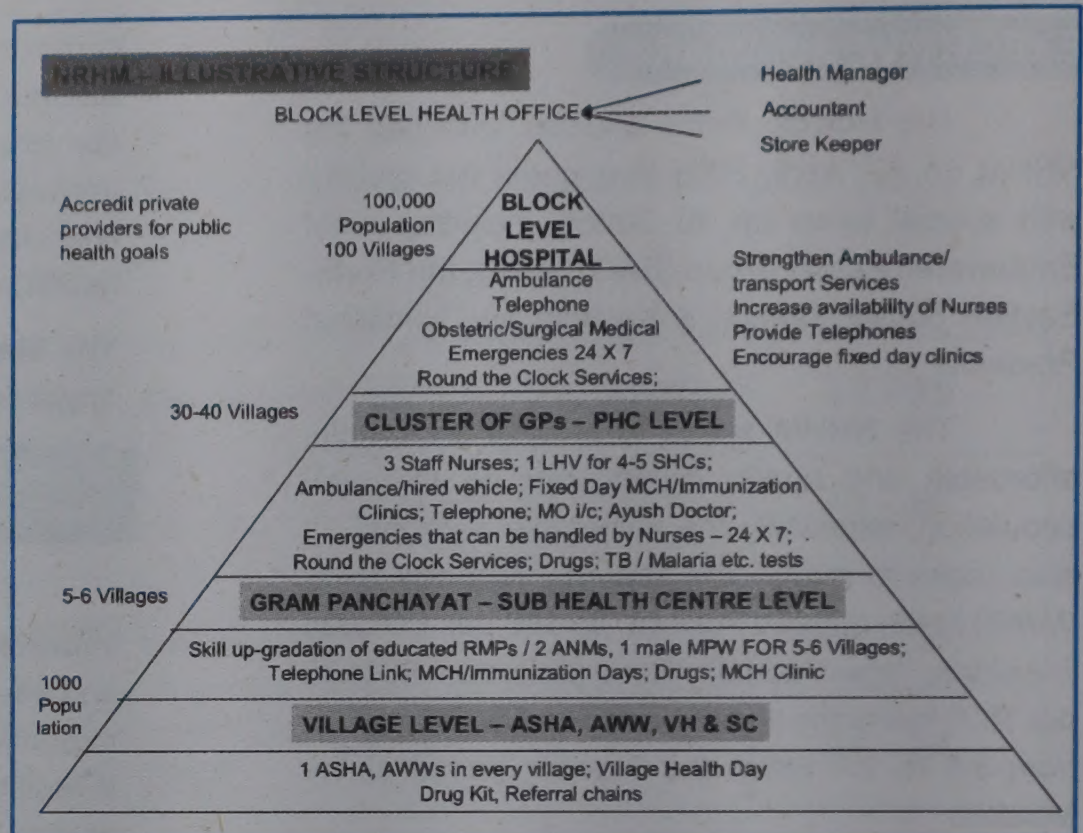 NRHM – ILLUSTRATIVE STRUCTURE
BLOCK LEVEL HEALTH OFFICE
Health Manager
Accountant
Store Keeper
Accredit private
providers for public
health goals
100,000
Population
100 Villages
BLOCK
LEVEL
HOSPITAL
Ambulance
Telephone
Obstetric/Surgical Medical
Emergencies 24 X 7
Round the Clock Services;
Strengthen Ambulance/
transport Services
Increase availability of Nurses
Provide Telephones
Encourage fixed day clinics
30-40 Villages
CLUSTER OF GPs – PHC LEVEL
3 Staff Nurses; 1 LHV for 4-5 SHCs;
Ambulance/hired vehicle; Fixed Day MCH/Immunization
Clinics; Telephone; MO i/c; Ayush Doctor;
Emergencies that can be handled by Nurses – 24 X 7;
Round the Clock Services; Drugs; TB / Malaria etc. tests
5-6 Villages
GRAM PANCHAYAT – SUB HEALTH CENTRE LEVEL
Skill up-gradation of educated RMPs / 2 ANMs, 1 male MPW FOR 5-6 Villages;
Telephone Link; MCH/Immunization Days; Drugs; MCH Clinic
1000
Popu
lation
VILLAGE LEVEL – ASHA, AWW, VH & SC
1 ASHA, AWWs in every village; Village Health Day
Drug Kit, Referral chains